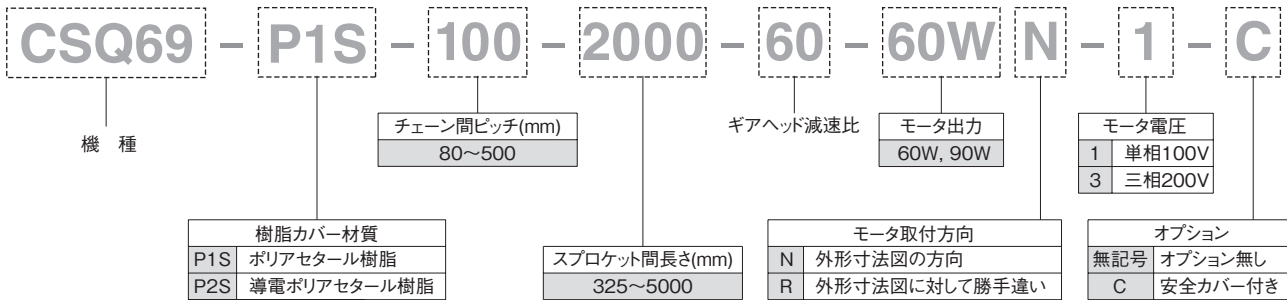 CSQ69 - P1S - 100 - 2000 - 60 - 60W N - 1 - C
機 種
チェーン間ピッチ(mm)
80〜500
ギアヘッド減速比
モータ出力
60W, 90W
モータ電圧
1 単相100V
3 三相200V
樹脂カバー材質
P1S ポリアセタール樹脂
P2S 導電ポリアセタール樹脂
スプロケット間長さ(mm)
325〜5000
モータ取付方向
N 外形寸法図の方向
R 外形寸法図に対して勝手違い
オプション
無記号 オプション無し
C 安全カバー付き